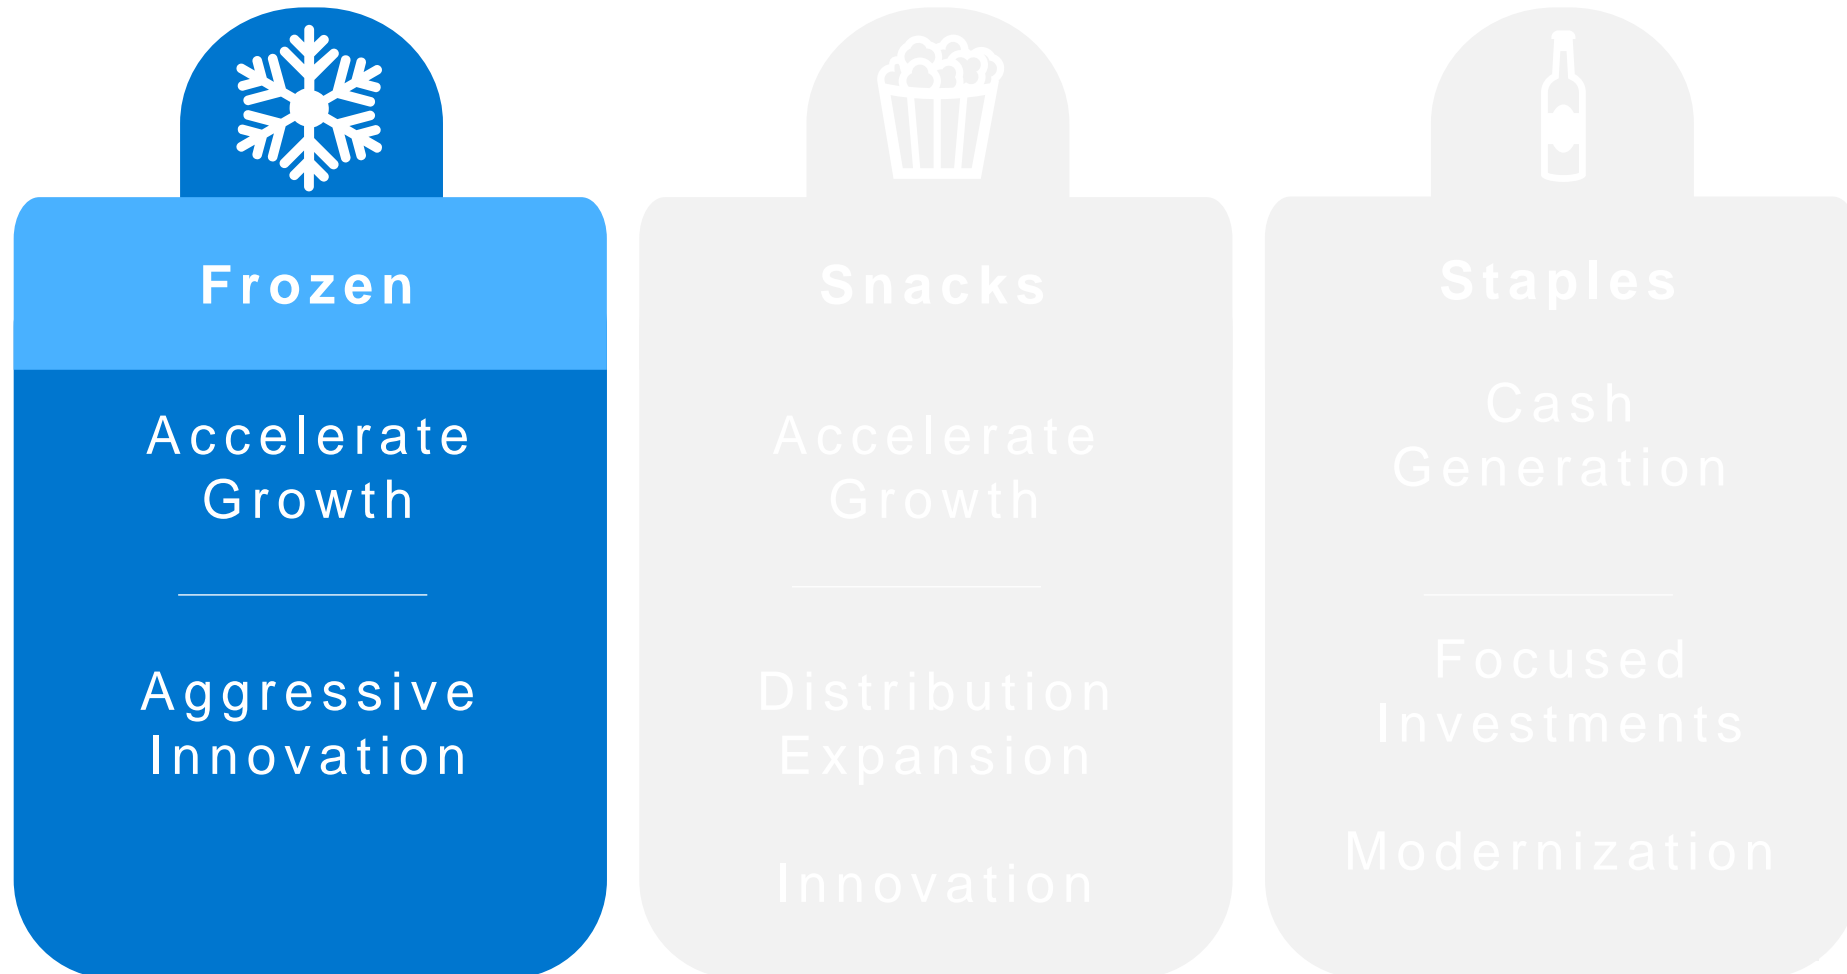 Frozen
Accelerate
Growth
Aggressive
Innovation
Snacks
Accelerate
Growth
Distribution
Expansion
Innovation
Staples
Cash
Generation
Focused
Investments
Modernization